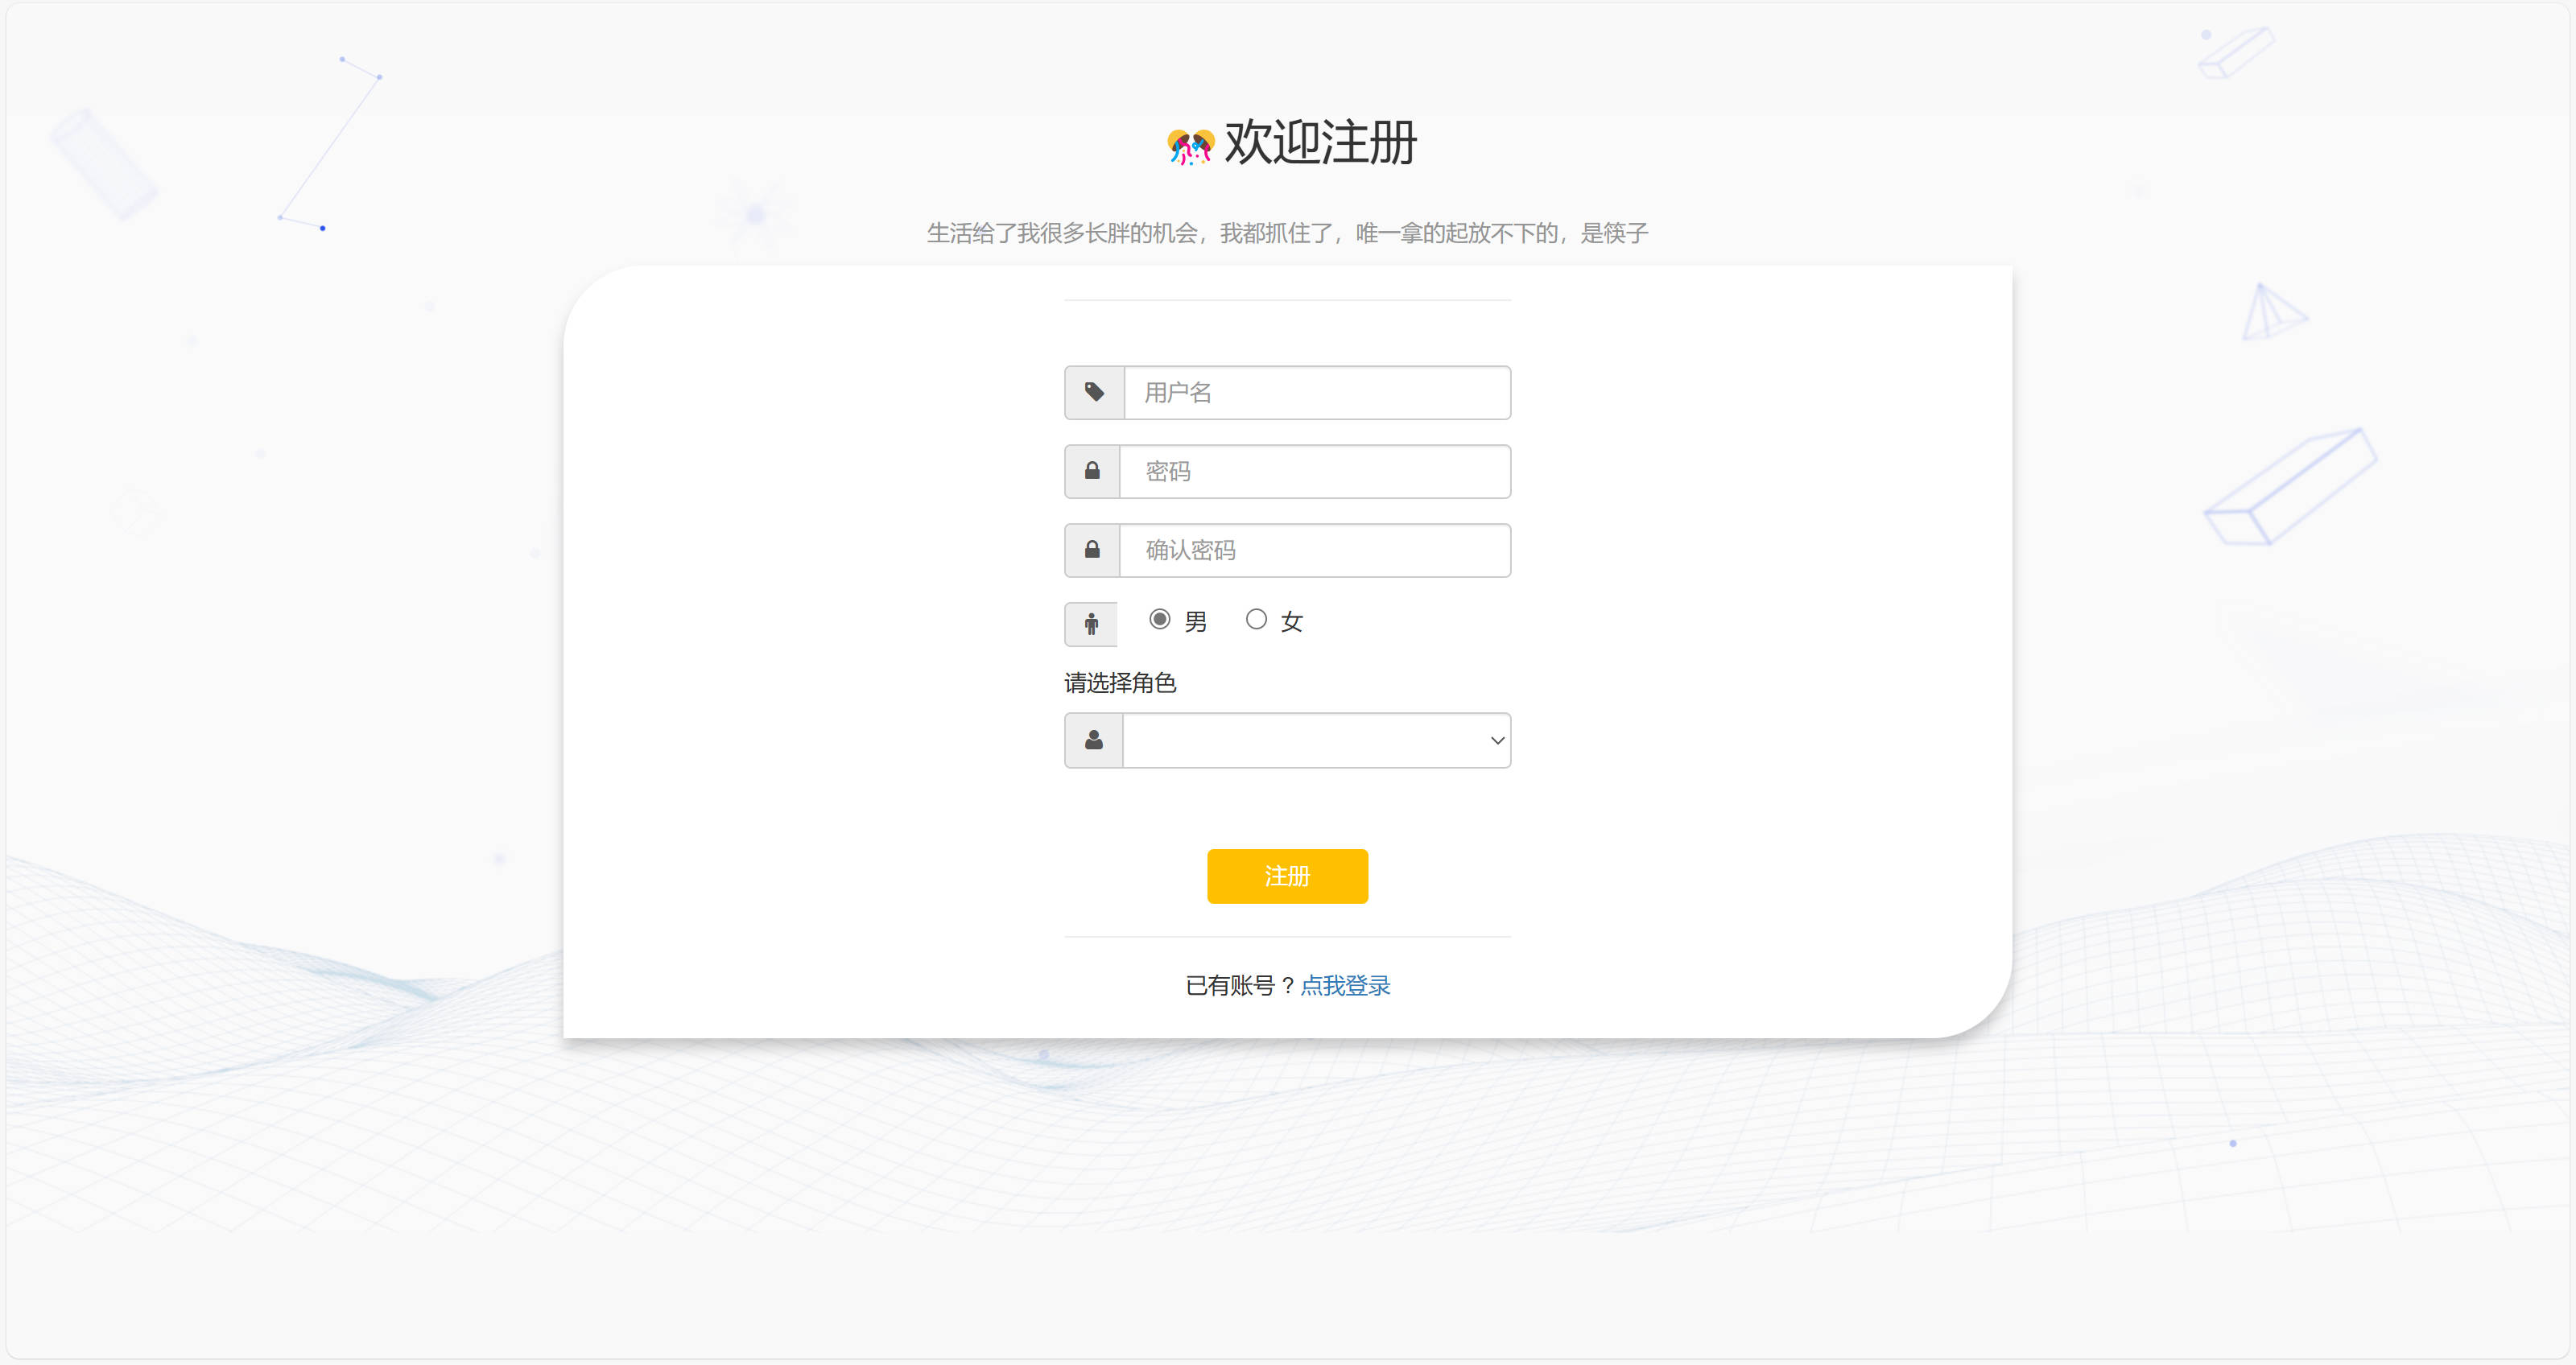 欢迎注册
生活给了我很多长胖的机会，我都抓住了，唯一拿的起放不下的，是筷子
用户名
密码
确认密码
男 女
请选择角色
注册
已有账号？点我登录